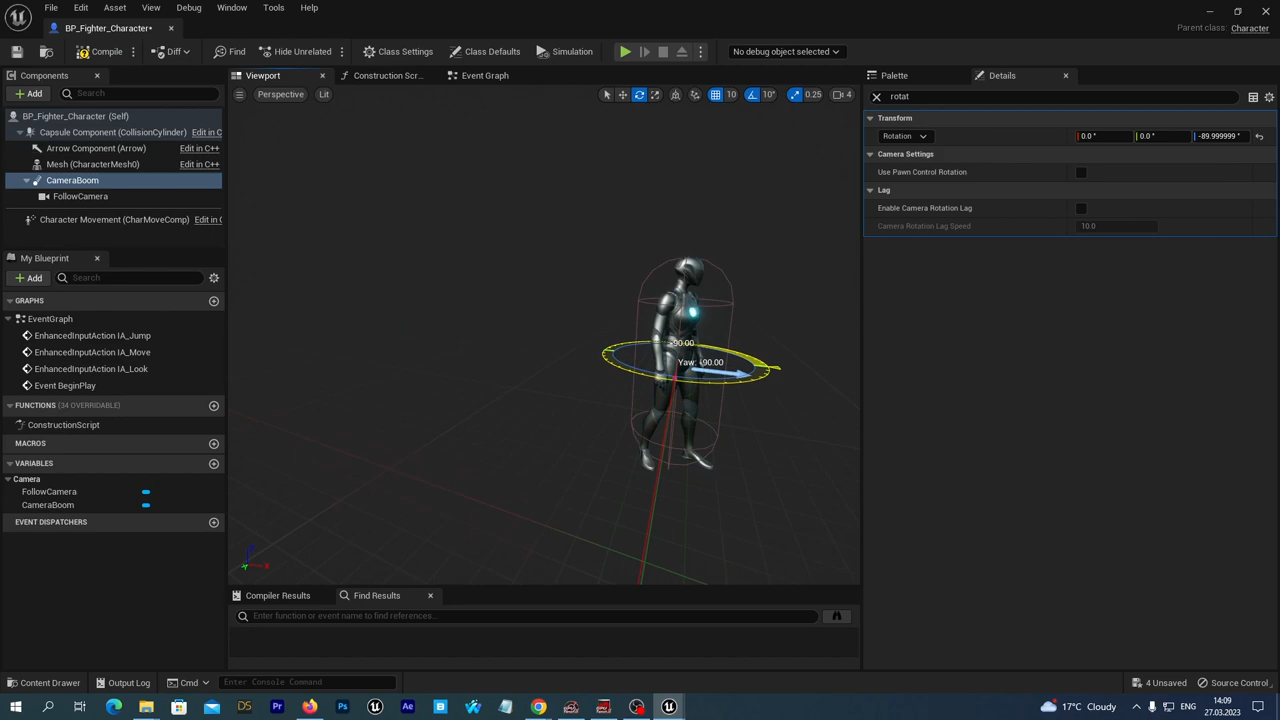 File Edit Asset View Debug Window Tools Help
BP_Fighter_Character*
Parent class: Character
Compile Diff Find Hide Unrelated Class Settings Class Defaults Simulation No debug object selected
Components
Add Search
BP_Fighter_Character (Self)
Capsule Component (CollisionCylinder) Edit in C
Arrow Component (Arrow) Edit in C++
Mesh (CharacterMesh0) Edit in C++
CameraBoom
FollowCamera
Character Movement (CharMoveComp) Edit in C
My Blueprint
Add Search
GRAPHS
EventGraph
EnhancedInputAction IA_Jump
EnhancedInputAction IA_Move
EnhancedInputAction IA_Look
Event BeginPlay
FUNCTIONS (34 OVERRIDABLE)
ConstructionScript
MACROS
VARIABLES
Camera
FollowCamera
CameraBoom
EVENT DISPATCHERS
Viewport Construction Scr... Event Graph
Perspective Lit 10 10° 0.25 4
-90.00
Yaw: -90.00
Z
X
Y
Compiler Results Find Results
Enter function or event name to find references...
Palette Details
rotat
Transform
Rotation 0.0 ° 0.0 ° -89.999999 °
Camera Settings
Use Pawn Control Rotation
Lag
Enable Camera Rotation Lag
Camera Rotation Lag Speed 10.0
Content Drawer Output Log Cmd Enter Console Command 4 Unsaved Source Control
DS Pr Ps Ae 17°C Cloudy ENG 14:09
27.03.2023